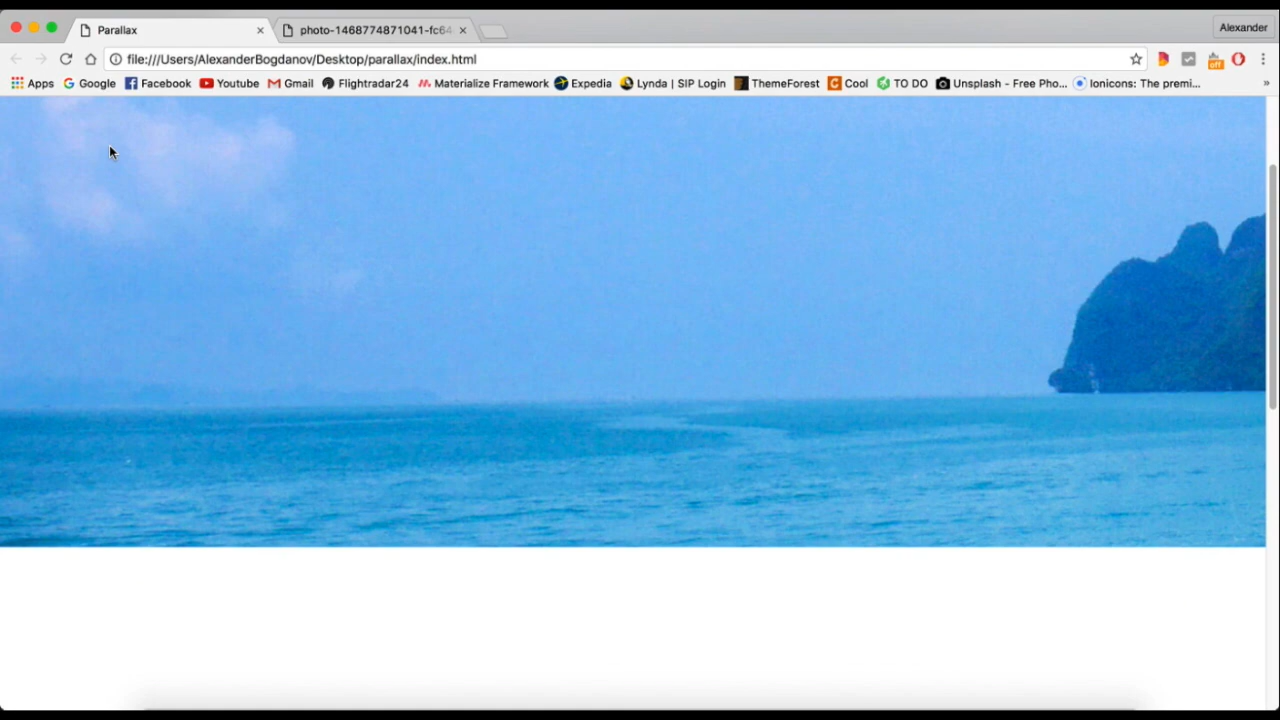 Parallax
photo-1468774871041-fc64
Alexander
file:///Users/AlexanderBogdanov/Desktop/parallax/index.html
Apps Google Facebook Youtube Gmail Flightradar24 Materialize Framework Expedia Lynda | SIP Login ThemeForest Cool TO DO Unsplash - Free Pho... Ionicons: The premi... »
off